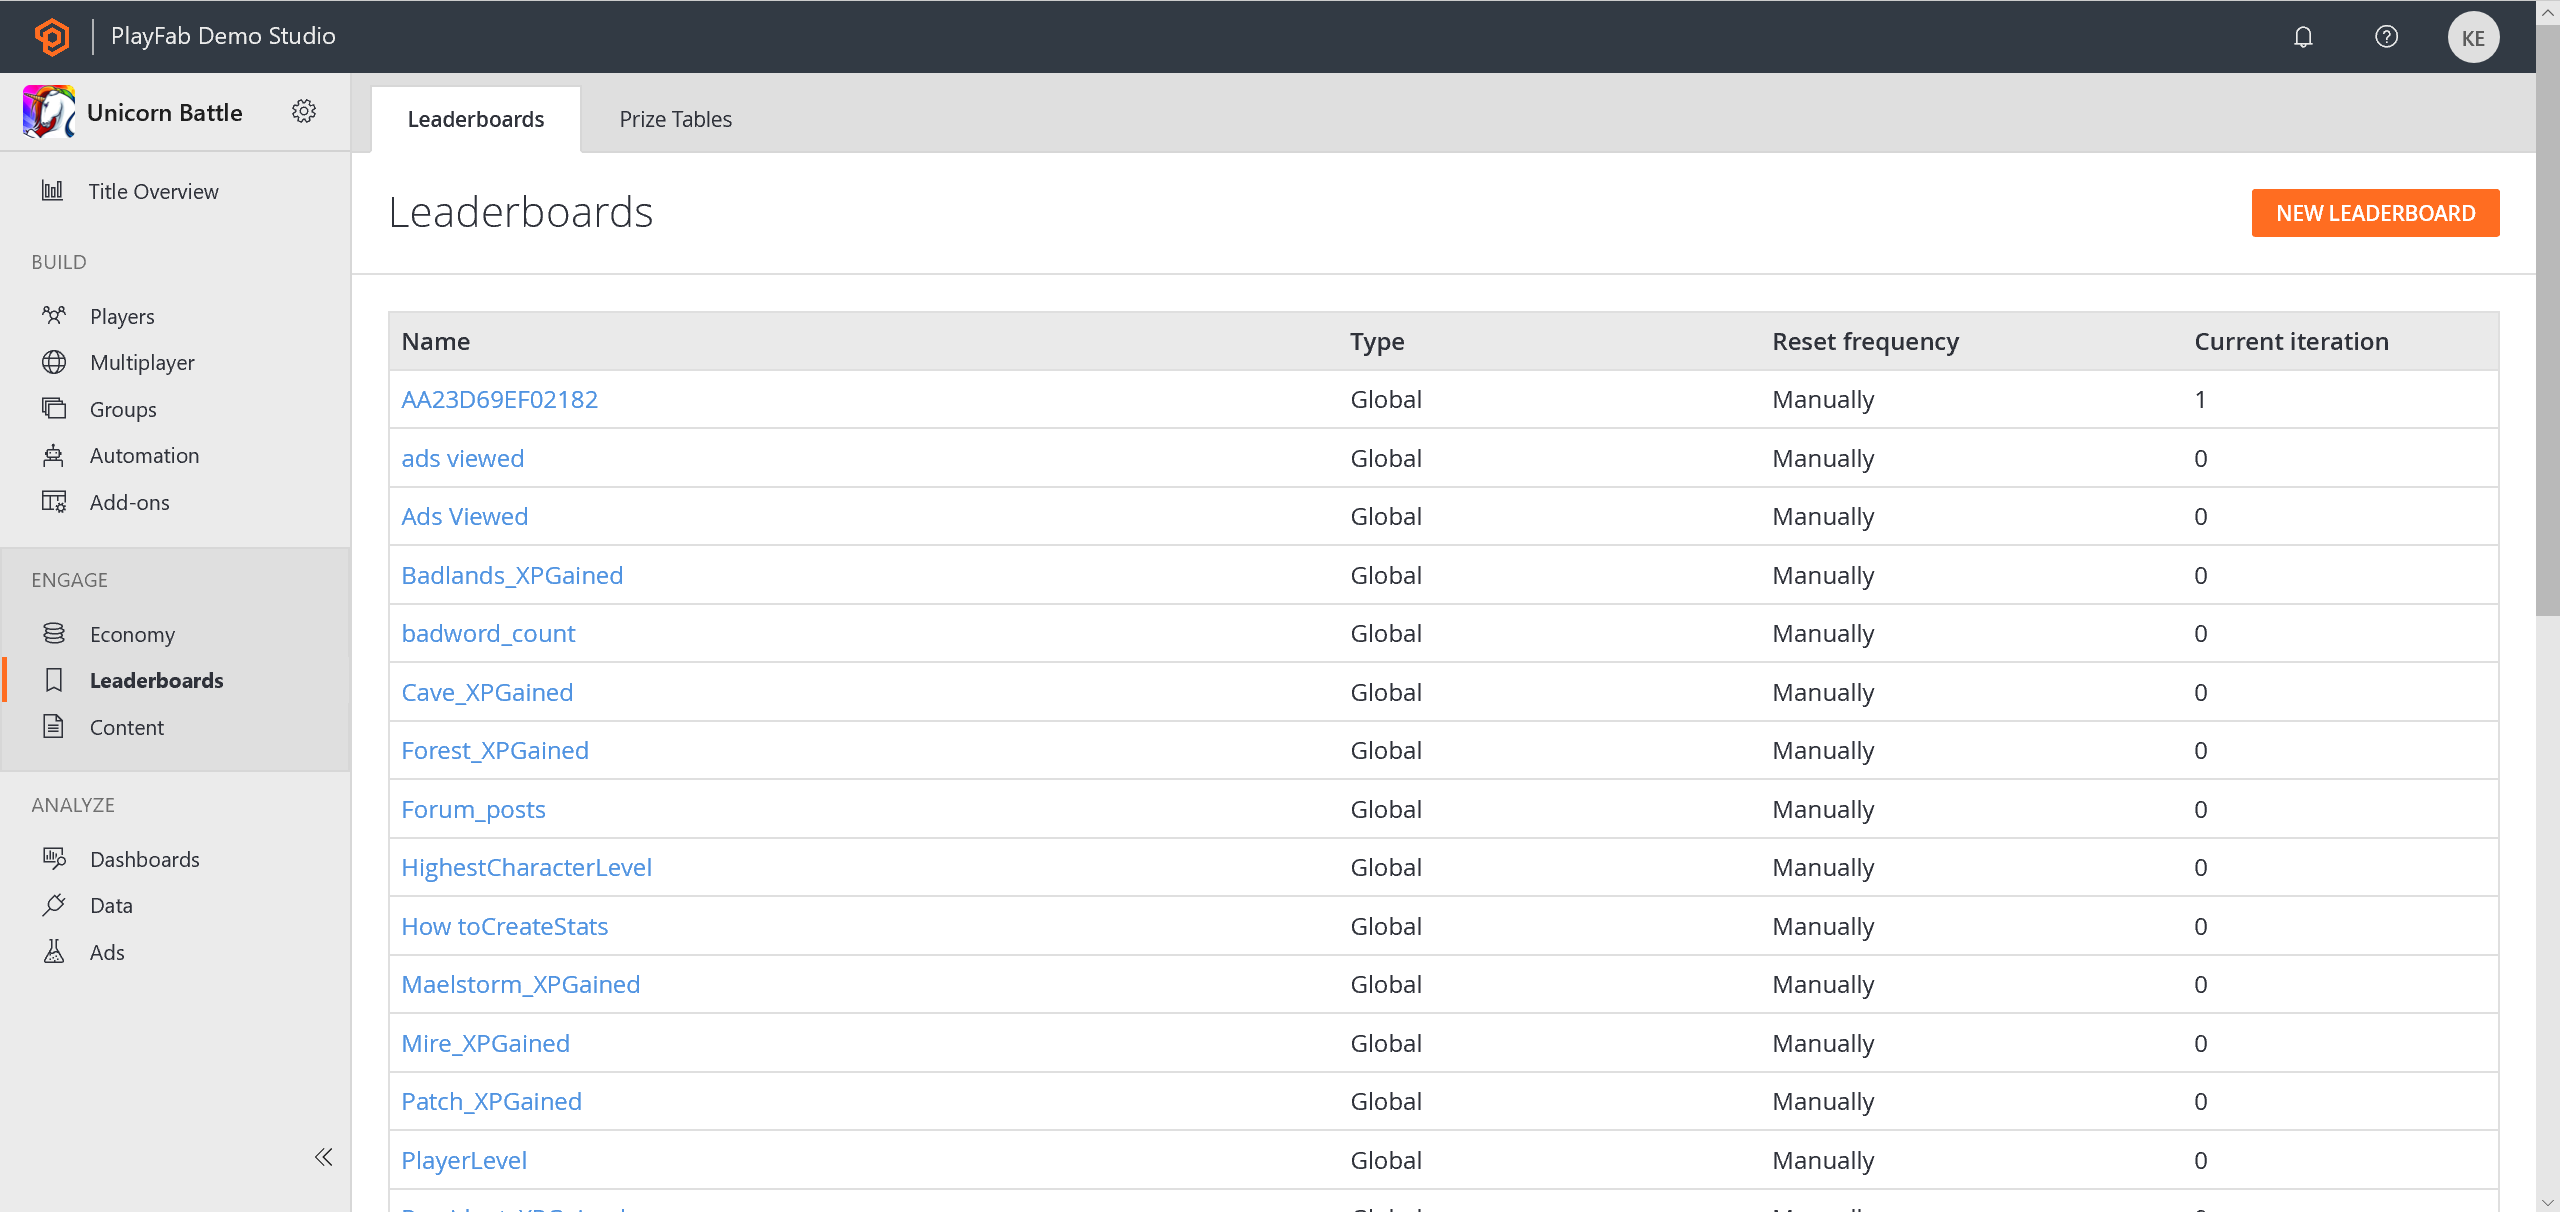 PlayFab Demo Studio
KE
Unicorn Battle
Title Overview
BUILD
Players
Multiplayer
Groups
Automation
Add-ons
ENGAGE
Economy
Leaderboards
Content
ANALYZE
Dashboards
Data
Ads
Leaderboards Prize Tables
Leaderboards
NEW LEADERBOARD
Name Type Reset frequency Current iteration
AA23D69EF02182 Global Manually 1
ads viewed Global Manually 0
Ads Viewed Global Manually 0
Badlands_XPGained Global Manually 0
badword_count Global Manually 0
Cave_XPGained Global Manually 0
Forest_XPGained Global Manually 0
Forum_posts Global Manually 0
HighestCharacterLevel Global Manually 0
How toCreateStats Global Manually 0
Maelstorm_XPGained Global Manually 0
Mire_XPGained Global Manually 0
Patch_XPGained Global Manually 0
PlayerLevel Global Manually 0